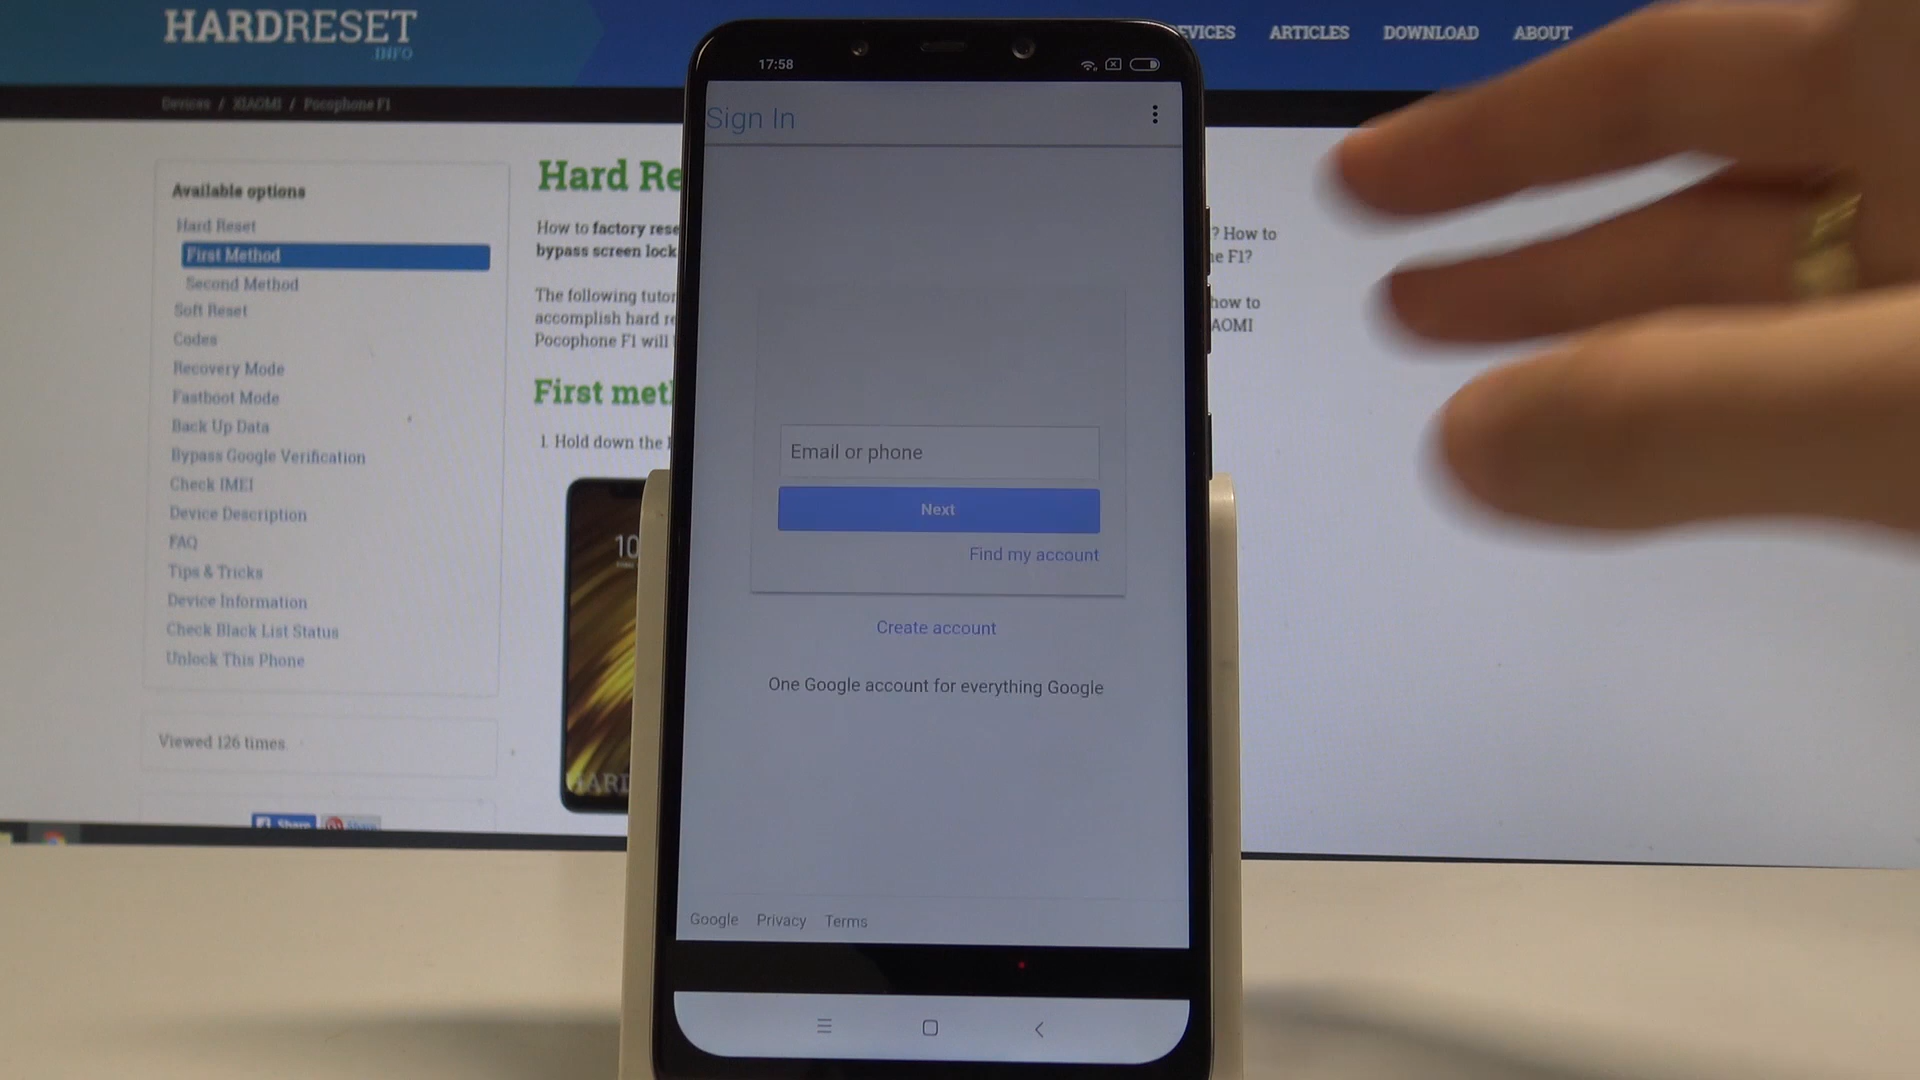 HARDRESET
.INFO
EVICES
ARTICLES
DOWNLOAD
ABOUT
Devices / XIAOMI / Pocophone F1
Available options
Hard Reset
First Method
Second Method
Soft Reset
Codes
Recovery Mode
Fastboot Mode
Back Up Data
Bypass Google Verification
Check IMEI
Device Description
FAQ
Tips & Tricks
Device Information
Check Black List Status
Unlock This Phone
Viewed 126 times
Share
Share
Hard Re
How to factory rese
bypass screen lock
The following tutor
accomplish hard re
Pocophone F1 will
First met
1. Hold down the
10
HARD
? How to
e F1?
how to
AOMI
17:58
Sign In
Email or phone
Next
Find my account
Create account
One Google account for everything Google
Google Privacy Terms